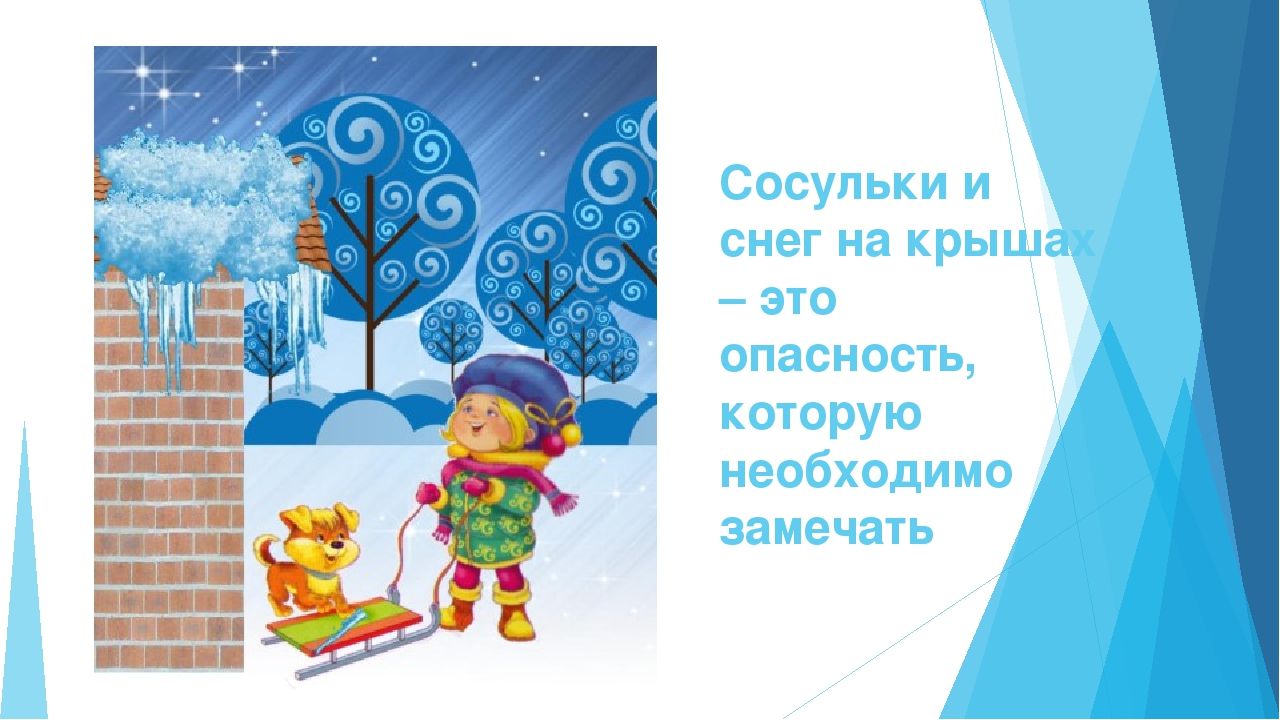 Сосульки и
снег на крышах
– это
опасность,
которую
необходимо
замечать